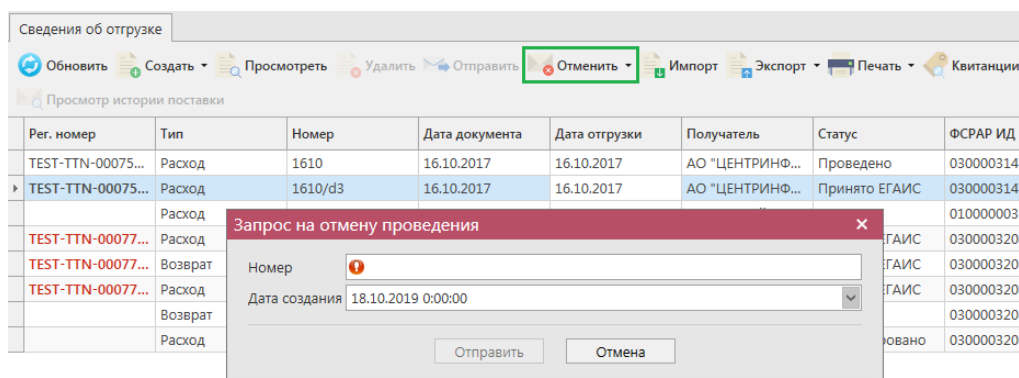 Сведения об отгрузке
Обновить Создать Просмотреть Удалить Отправить Отменить Импорт Экспорт Печать Квитанции
Просмотр истории поставки
Рег. номер Тип Номер Дата документа Дата отгрузки Получатель Статус ФСРАР ИД
TEST-TTN-00075... Расход 1610 16.10.2017 16.10.2017 АО "ЦЕНТРИНФ... Проведено 030000314
TEST-TTN-00075... Расход 1610/d3 16.10.2017 16.10.2017 АО "ЦЕНТРИНФ... Принято ЕГАИС 030000314
Расход 010000003
Запрос на отмену проведения
TEST-TTN-00077... Расход ЕГАИС 030000320
TEST-TTN-00077... Возврат ЕГАИС 030000320
Номер
TEST-TTN-00077... Расход ЕГАИС 030000320
Дата создания 18.10.2019 0:00:00
Возврат 030000320
Расход овано 030000320
Отправить Отмена